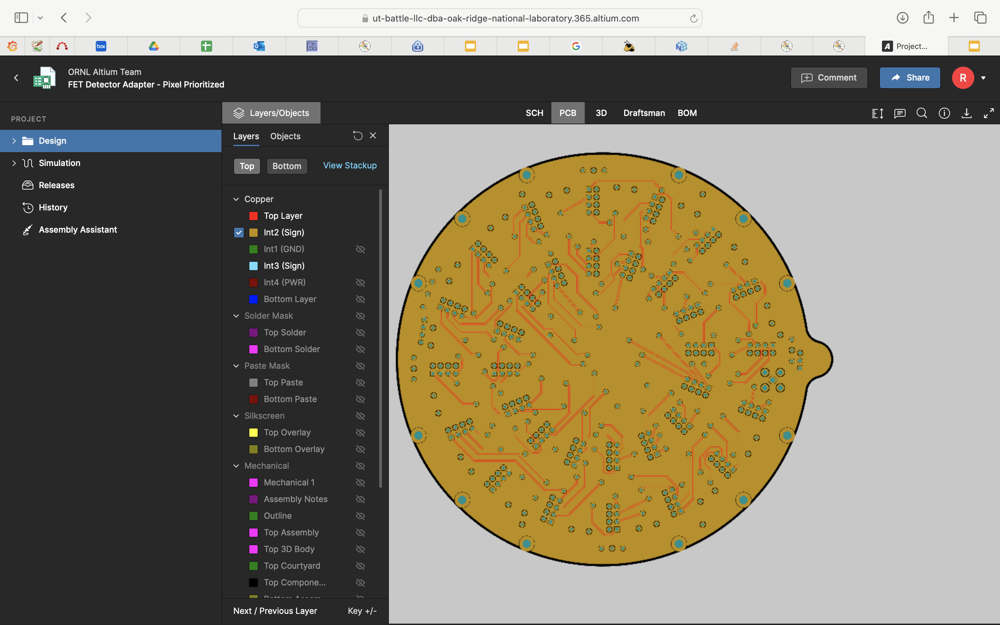 ut-battle-llc-dba-oak-ridge-national-laboratory.365.altium.com
box
EL
G
A Project...
ORNL Altium Team
FET Detector Adapter - Pixel Prioritized
Comment
Share
R
PROJECT
Design
Simulation
Releases
History
Assembly Assistant
Layers/Objects
SCH
PCB
3D
Draftsman
BOM
Layers
Objects
Top
Bottom
View Stackup
Copper
Top Layer
Int2 (Sign)
Int1 (GND)
Int3 (Sign)
Int4 (PWR)
Bottom Layer
Solder Mask
Top Solder
Bottom Solder
Paste Mask
Top Paste
Bottom Paste
Silkscreen
Top Overlay
Bottom Overlay
Mechanical
Mechanical 1
Assembly Notes
Outline
Top Assembly
Top 3D Body
Top Courtyard
Top Compone...
Next / Previous Layer
Key +/-